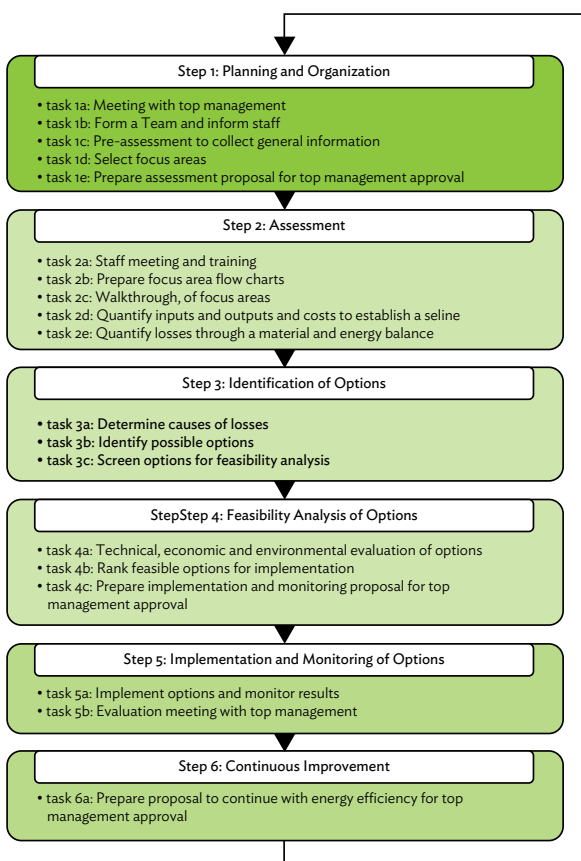 Step 1: Planning and Organization
• task 1a: Meeting with top management
• task 1b: Form a Team and inform staff
• task 1c: Pre-assessment to collect general information
• task 1d: Select focus areas
• task 1e: Prepare assessment proposal for top management approval
Step 2: Assessment
• task 2a: Staff meeting and training
• task 2b: Prepare focus area flow charts
• task 2c: Walkthrough, of focus areas
• task 2d: Quantify inputs and outputs and costs to establish a seline
• task 2e: Quantify losses through a material and energy balance
Step 3: Identification of Options
• task 3a: Determine causes of losses
• task 3b: Identify possible options
• task 3c: Screen options for feasibility analysis
StepStep 4: Feasibility Analysis of Options
• task 4a: Technical, economic and environmental evaluation of options
• task 4b: Rank feasible options for implementation
• task 4c: Prepare implementation and monitoring proposal for top
management approval
Step 5: Implementation and Monitoring of Options
• task 5a: Implement options and monitor results
• task 5b: Evaluation meeting with top management
Step 6: Continuous Improvement
• task 6a: Prepare proposal to continue with energy efficiency for top
management approval